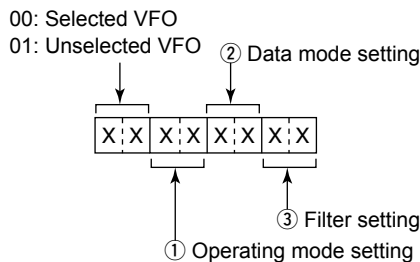 00: Selected VFO
01: Unselected VFO
② Data mode setting
X X X X X X X X
③ Filter setting
① Operating mode setting